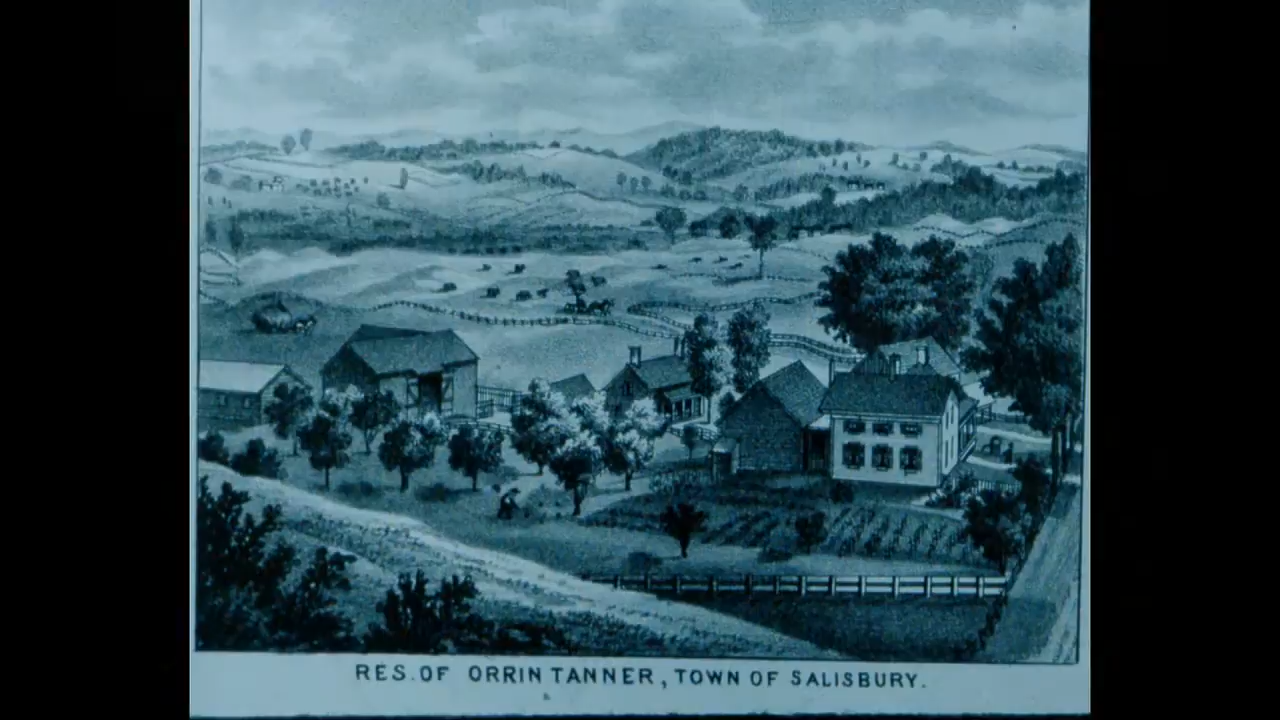 RES. OF ORRIN TANNER, TOWN OF SALISBURY.